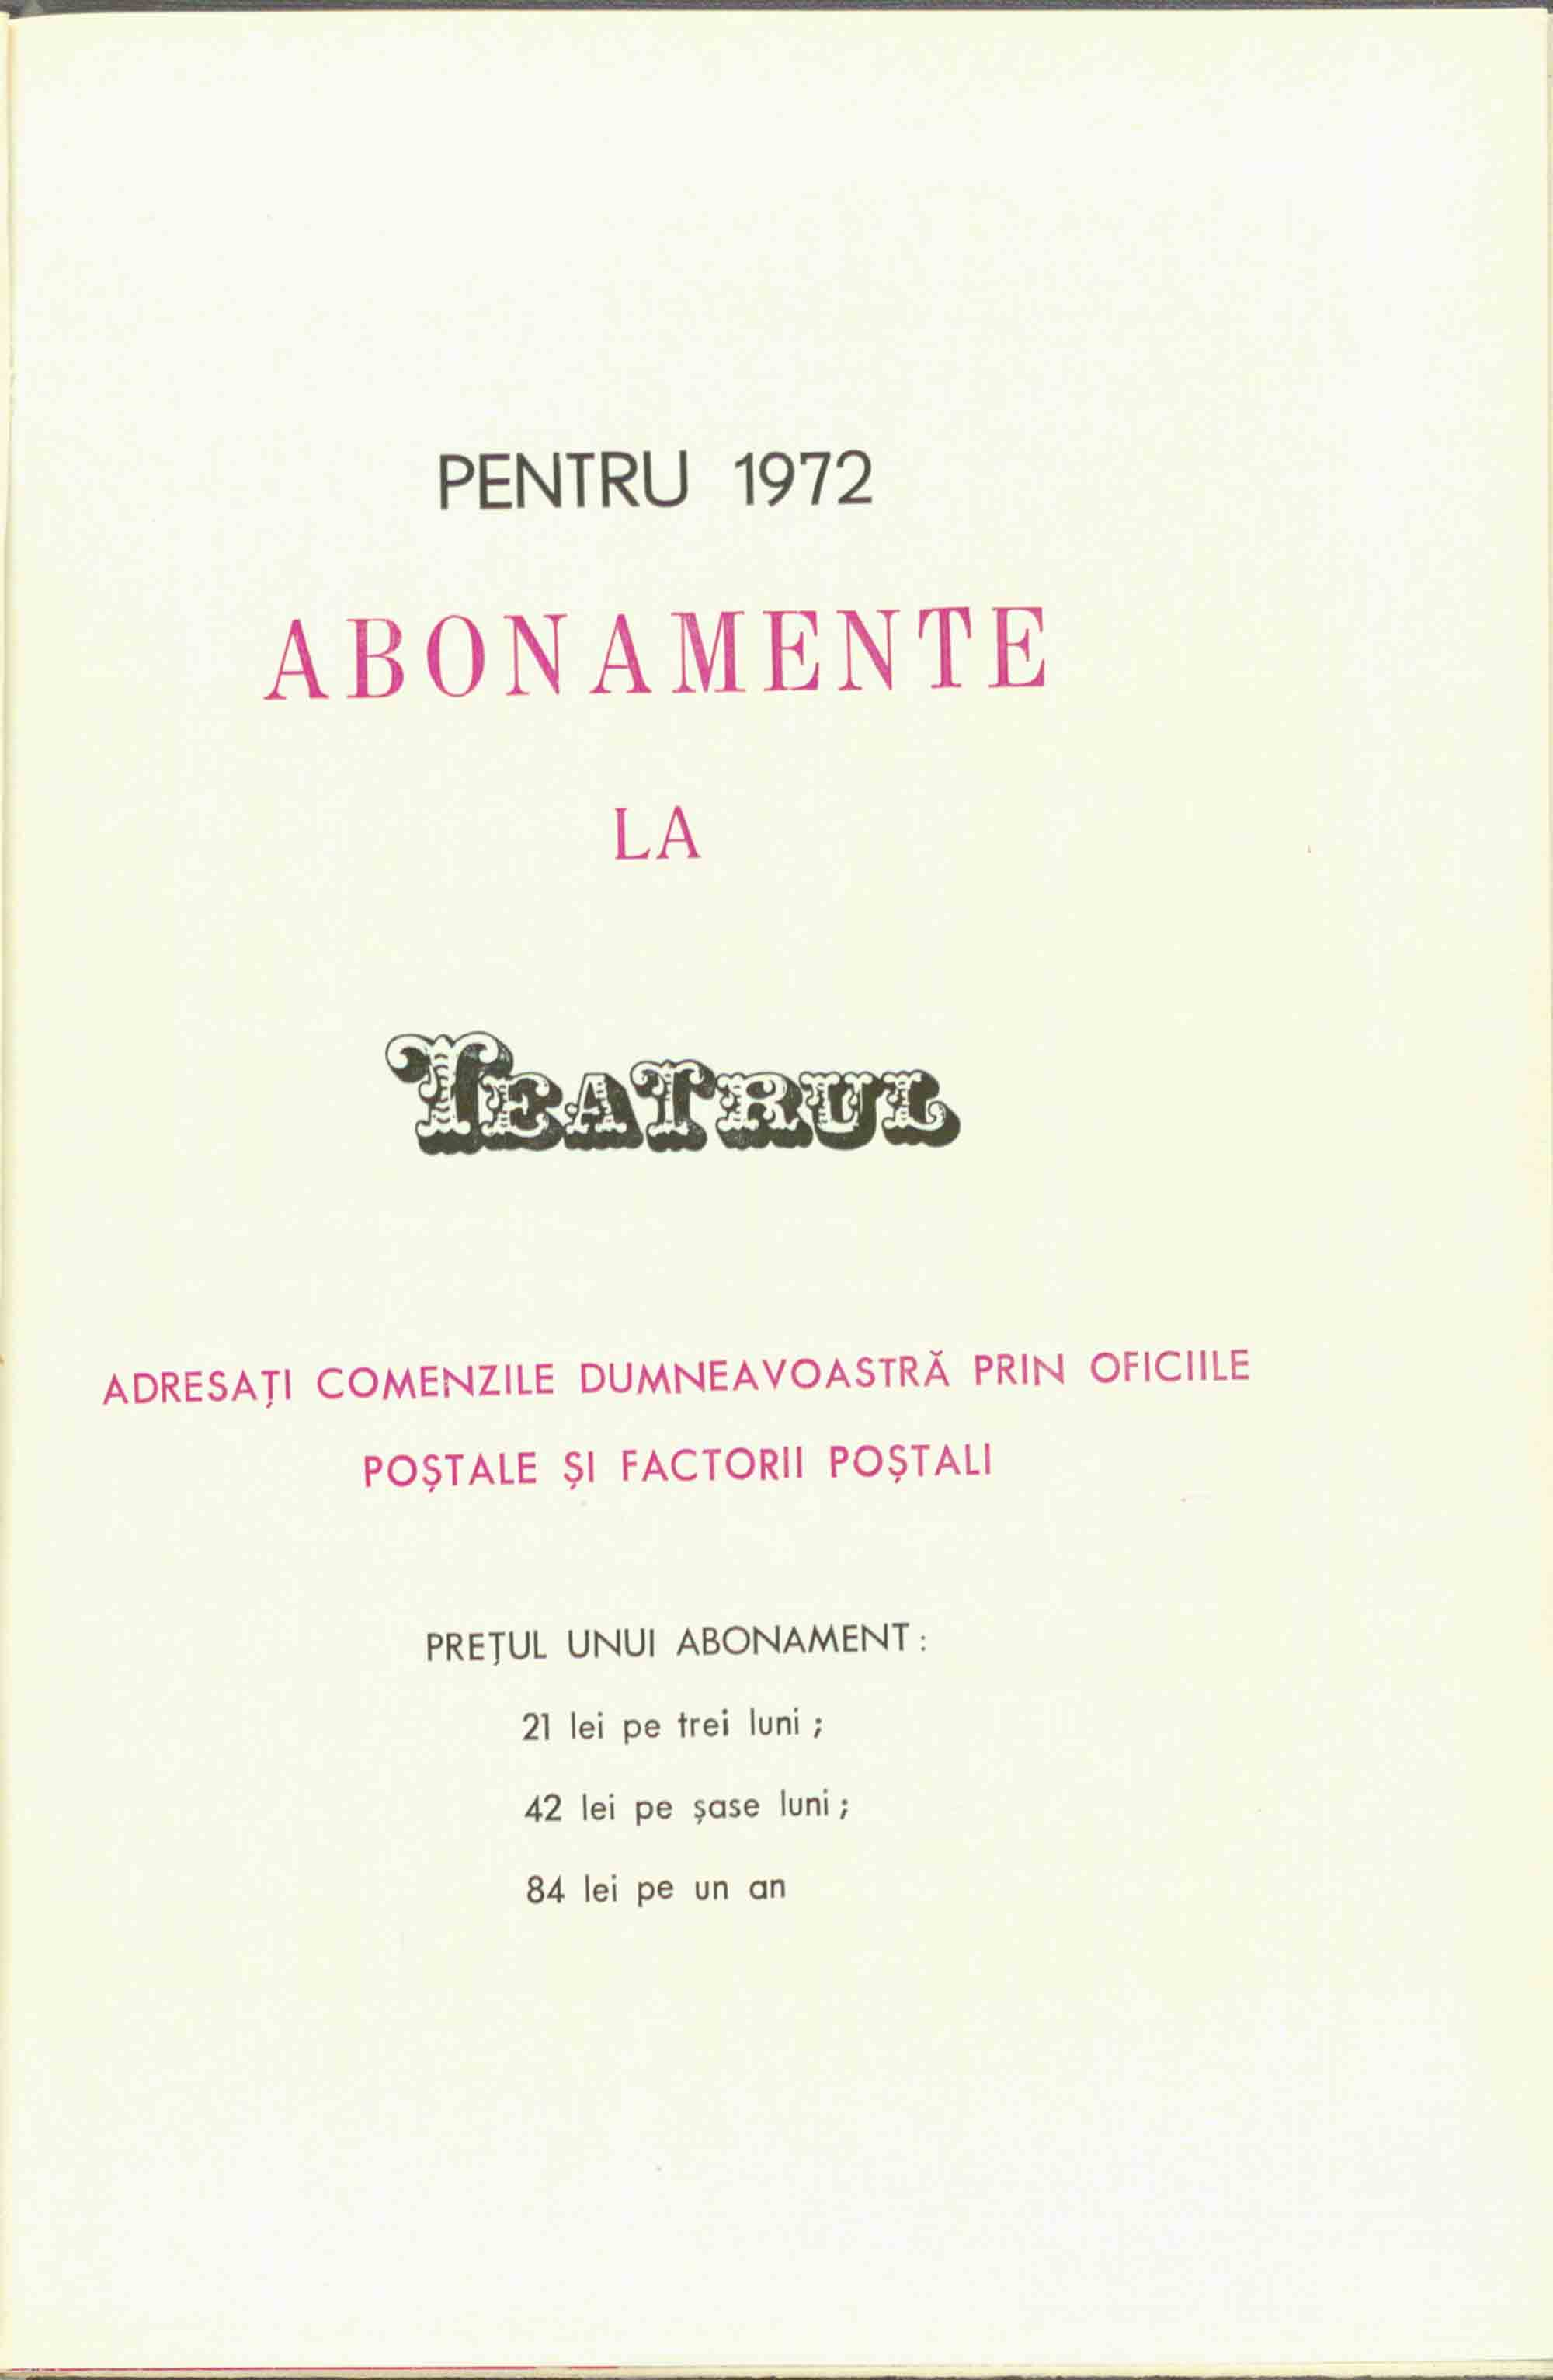 PENTRU 1972
ABONAMENTE
LA
TEATRUL
ADRESAȚI COMENZILE DUMNEAVOASTRĂ PRIN OFICIILE
POȘTALE ȘI FACTORII POȘTALI
PREȚUL UNUI ABONAMENT :
21 lei pe trei luni ;
42 lei pe șase luni ;
84 lei pe un an